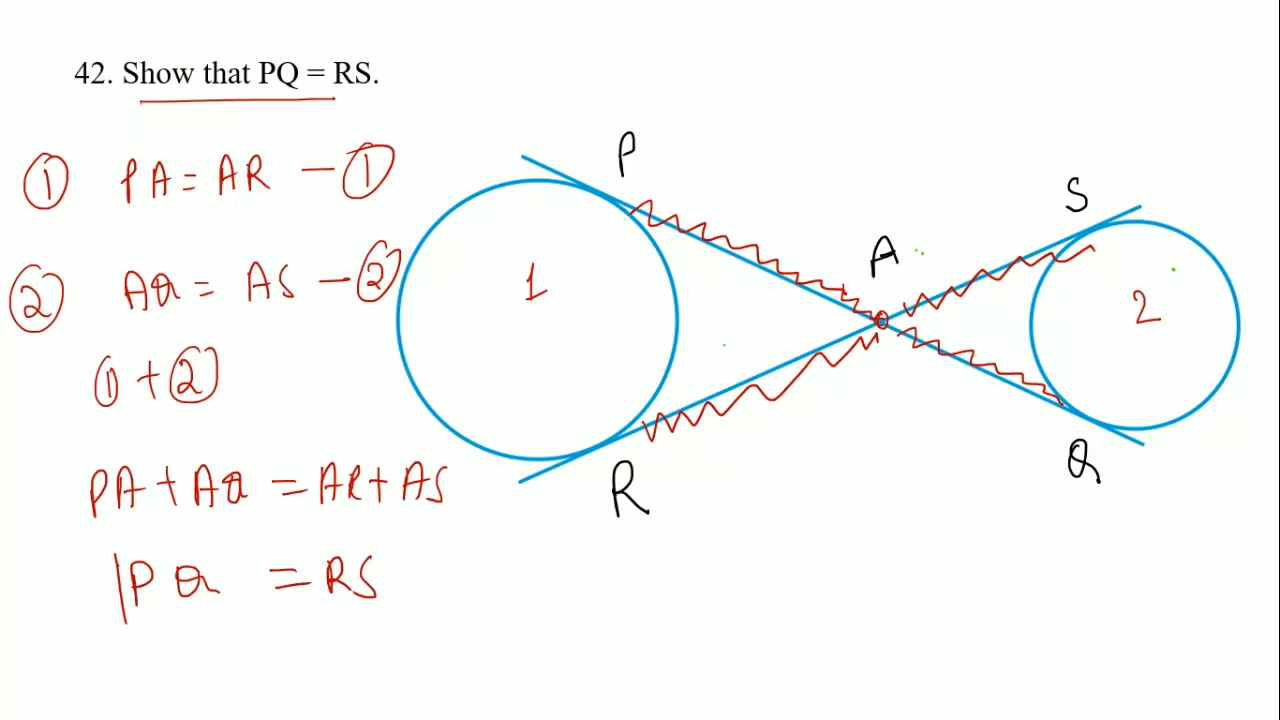 42. Show that PQ = RS.
① PA = AR - ①
② AQ = AS - ②
① + ②
PA + AQ = AR + AS
PQ = RS
P
S
A
1
2
R
Q